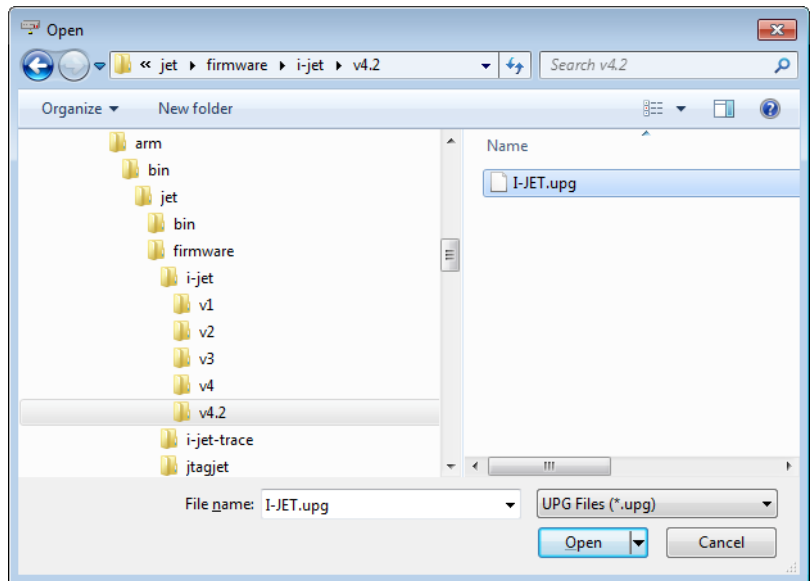 Open
« jet ▸ firmware ▸ i-jet ▸ v4.2
Search v4.2
Organize
New folder
arm
bin
jet
bin
firmware
i-jet
v1
v2
v3
v4
v4.2
i-jet-trace
jtagjet
Name
I-JET.upg
File name: I-JET.upg
UPG Files (*.upg)
Open
Cancel